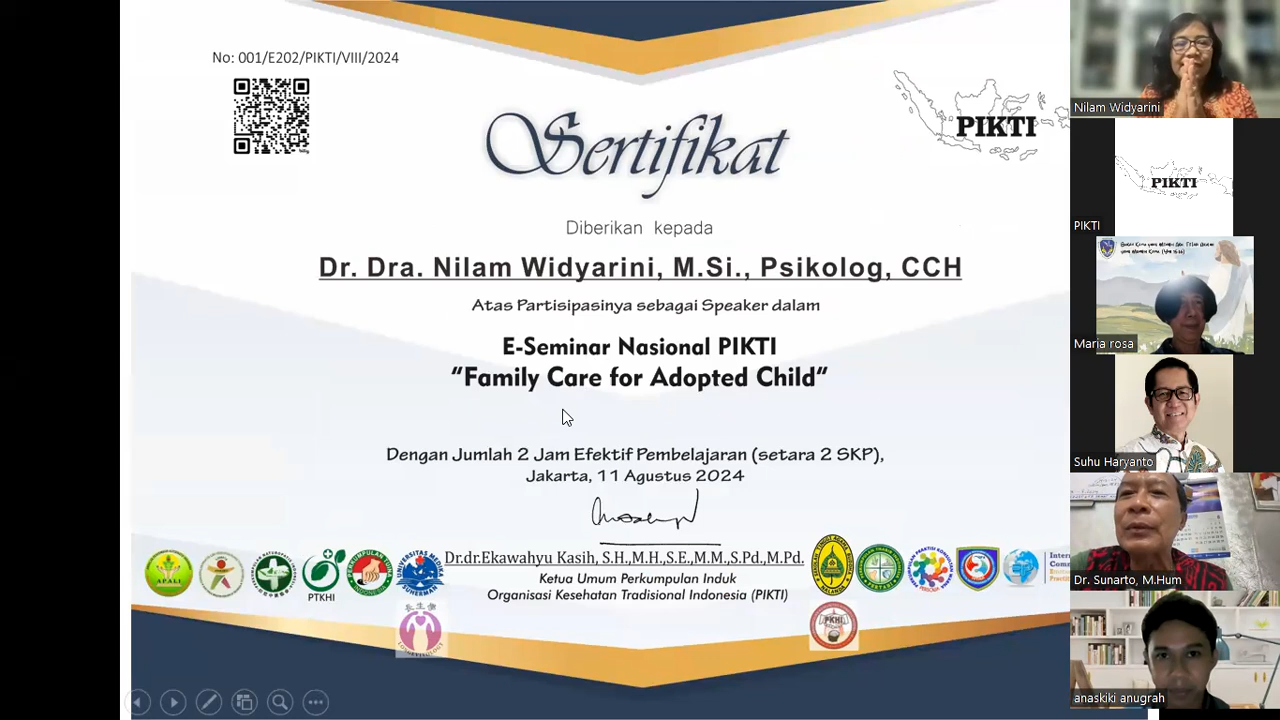 No: 001/E202/PIKTI/VIII/2024
PIKTI
Sertifikat
Diberikan kepada
Dr. Dra. Nilam Widyarini, M.Si., Psikolog, CCH
Atas Partisipasinya sebagai Speaker dalam
E-Seminar Nasional PIKTI
“Family Care for Adopted Child“
Dengan Jumlah 2 Jam Efektif Pembelajaran (setara 2 SKP),
Jakarta, 11 Agustus 2024
Dr.dr.Ekawahyu Kasih, S.H,M.H,S.E,M.M,S.Pd,M.Pd.
Ketua Umum Perkumpulan Induk
Organisasi Kesehatan Tradisional Indonesia (PIKTI)
APALI
PTKHI
PKHI
Nilam Widyarini
PIKTI
PIKTI
Maria rosa
Suhu Haryanto
Dr. Sunarto, M.Hum
anaskiki anugrah